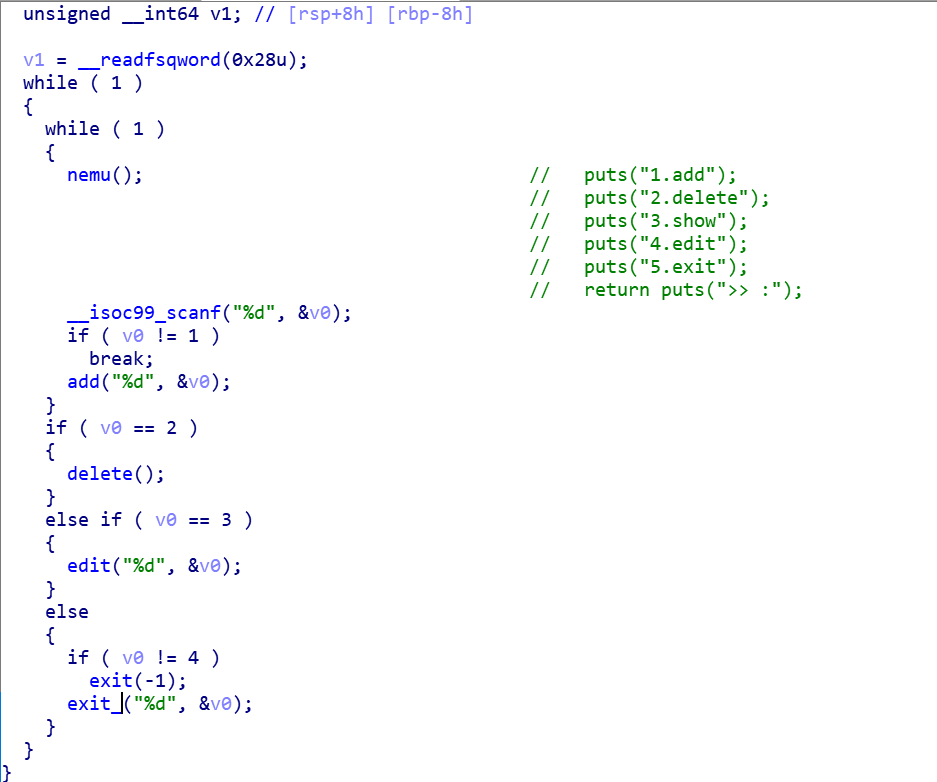 unsigned __int64 v1; // [rsp+8h] [rbp-8h]
v1 = __readfsqword(0x28u);
while ( 1 )
{
while ( 1 )
{
nemu(); // puts("1.add");
// puts("2.delete");
// puts("3.show");
// puts("4.edit");
// puts("5.exit");
// return puts(">> :");
__isoc99_scanf("%d", &v0);
if ( v0 != 1 )
break;
add("%d", &v0);
}
if ( v0 == 2 )
{
delete();
}
else if ( v0 == 3 )
{
edit("%d", &v0);
}
else
{
if ( v0 != 4 )
exit(-1);
exit_("%d", &v0);
}
}
}